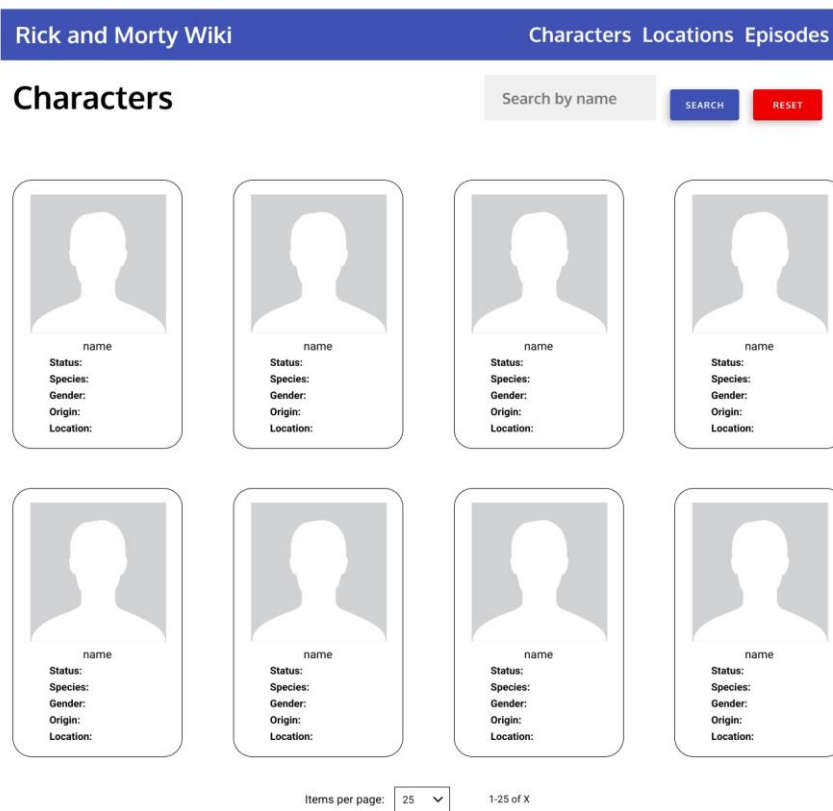 Rick and Morty Wiki Characters Locations Episodes
Characters Search by name SEARCH RESET
name name name name
Status: Status: Status: Status:
Species: Species: Species: Species:
Gender: Gender: Gender: Gender:
Origin: Origin: Origin: Origin:
Location: Location: Location: Location:
name name name name
Status: Status: Status: Status:
Species: Species: Species: Species:
Gender: Gender: Gender: Gender:
Origin: Origin: Origin: Origin:
Location: Location: Location: Location:
Items per page: 25 1-25 of X